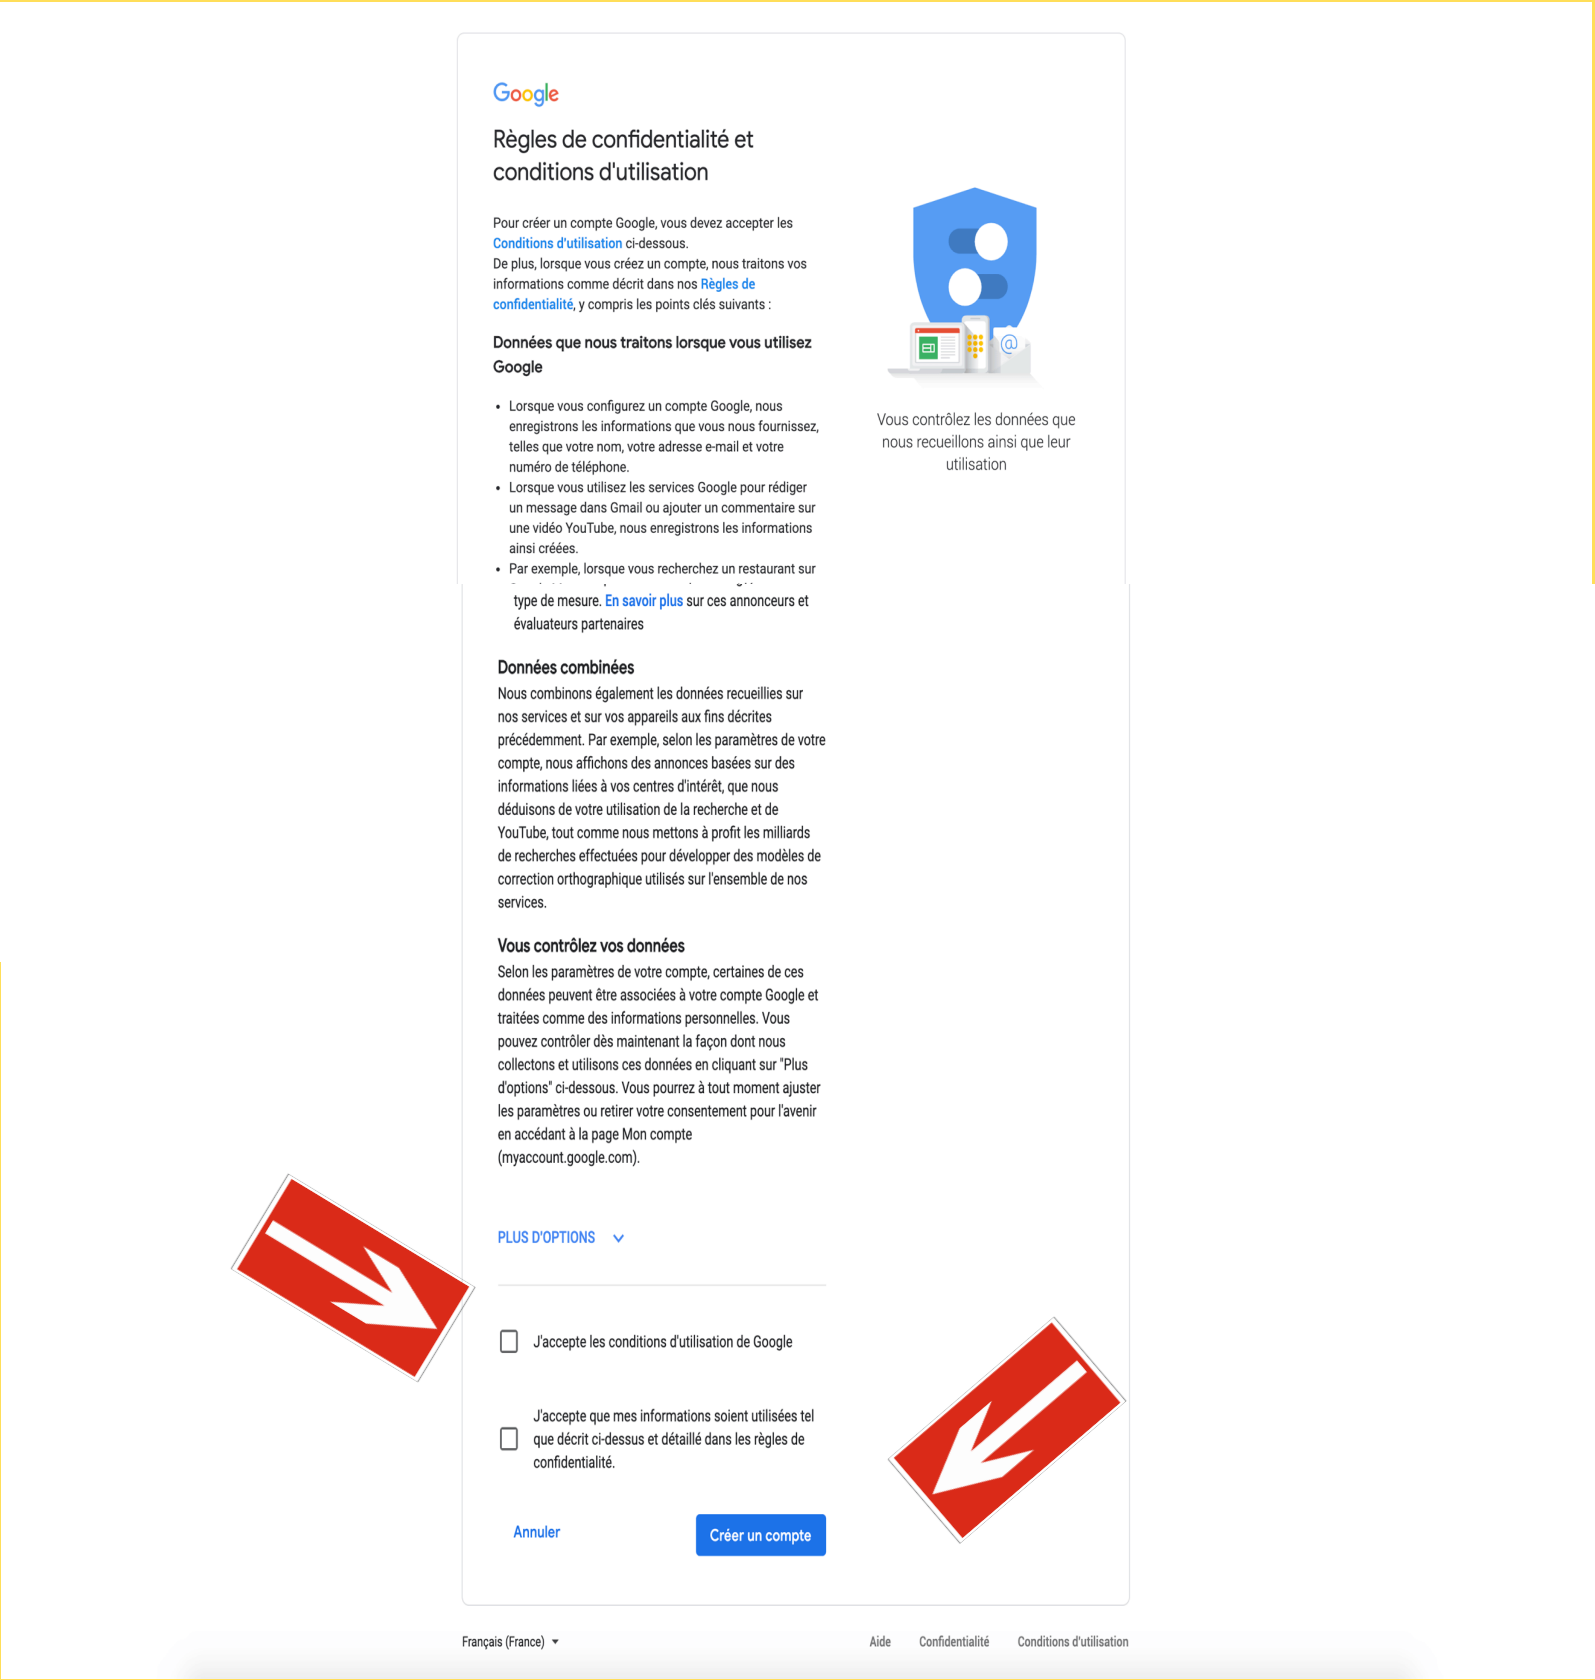 Google
Règles de confidentialité et
conditions d'utilisation
Pour créer un compte Google, vous devez accepter les
Conditions d'utilisation ci-dessous.
De plus, lorsque vous créez un compte, nous traitons vos
informations comme décrit dans nos Règles de
confidentialité, y compris les points clés suivants :
Données que nous traitons lorsque vous utilisez
Google
• Lorsque vous configurez un compte Google, nous
enregistrons les informations que vous nous fournissez,
telles que votre nom, votre adresse e-mail et votre
numéro de téléphone.
• Lorsque vous utilisez les services Google pour rédiger
un message dans Gmail ou ajouter un commentaire sur
une vidéo YouTube, nous enregistrons les informations
ainsi créées.
• Par exemple, lorsque vous recherchez un restaurant sur
@
Vous contrôlez les données que
nous recueillons ainsi que leur
utilisation
type de mesure. En savoir plus sur ces annonceurs et
évaluateurs partenaires
Données combinées
Nous combinons également les données recueillies sur
nos services et sur vos appareils aux fins décrites
précédemment. Par exemple, selon les paramètres de votre
compte, nous affichons des annonces basées sur des
informations liées à vos centres d'intérêt, que nous
déduisons de votre utilisation de la recherche et de
YouTube, tout comme nous mettons à profit les milliards
de recherches effectuées pour développer des modèles de
correction orthographique utilisés sur l'ensemble de nos
services.
Vous contrôlez vos données
Selon les paramètres de votre compte, certaines de ces
données peuvent être associées à votre compte Google et
traitées comme des informations personnelles. Vous
pouvez contrôler dès maintenant la façon dont nous
collectons et utilisons ces données en cliquant sur "Plus
d'options" ci-dessous. Vous pourrez à tout moment ajuster
les paramètres ou retirer votre consentement pour l'avenir
en accédant à la page Mon compte
(myaccount.google.com).
PLUS D'OPTIONS
J'accepte les conditions d'utilisation de Google
J'accepte que mes informations soient utilisées tel
que décrit ci-dessus et détaillé dans les règles de
confidentialité.
Annuler
Créer un compte
Français (France)
Aide
Confidentialité
Conditions d'utilisation